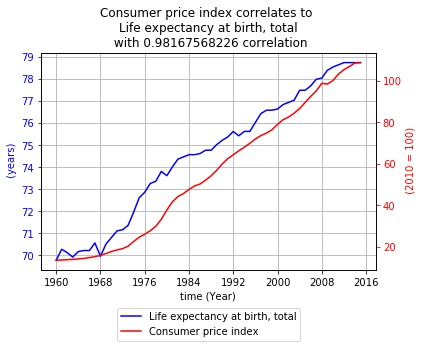 Consumer price index correlates to
Life expectancy at birth, total
with 0.98167568226 correlation
79
78
77
76
75
74
73
72
71
70
(years)
100
80
60
40
20
(2010 = 100)
1960 1968 1976 1984 1992 2000 2008 2016
time (Year)
Life expectancy at birth, total
Consumer price index